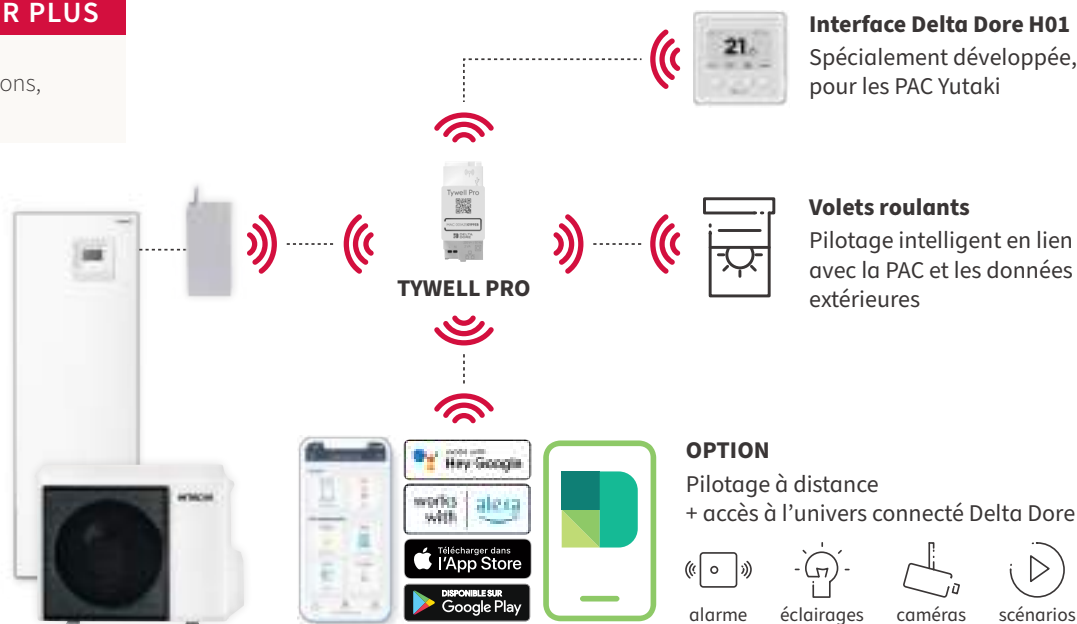 R PLUS
ons,
Interface Delta Dore H01
Spécialement développée,
pour les PAC Yutaki
21
Tywell Pro
TYWELL PRO
Volets roulants
Pilotage intelligent en lien
avec la PAC et les données
extérieures
HITACHI
Hey Google
works
with
alexa
Télécharger dans
l'App Store
DISPONIBLE SUR
Google Play
OPTION
Pilotage à distance
+ accès à l’univers connecté Delta Dore
alarme
éclairages
caméras
scénarios